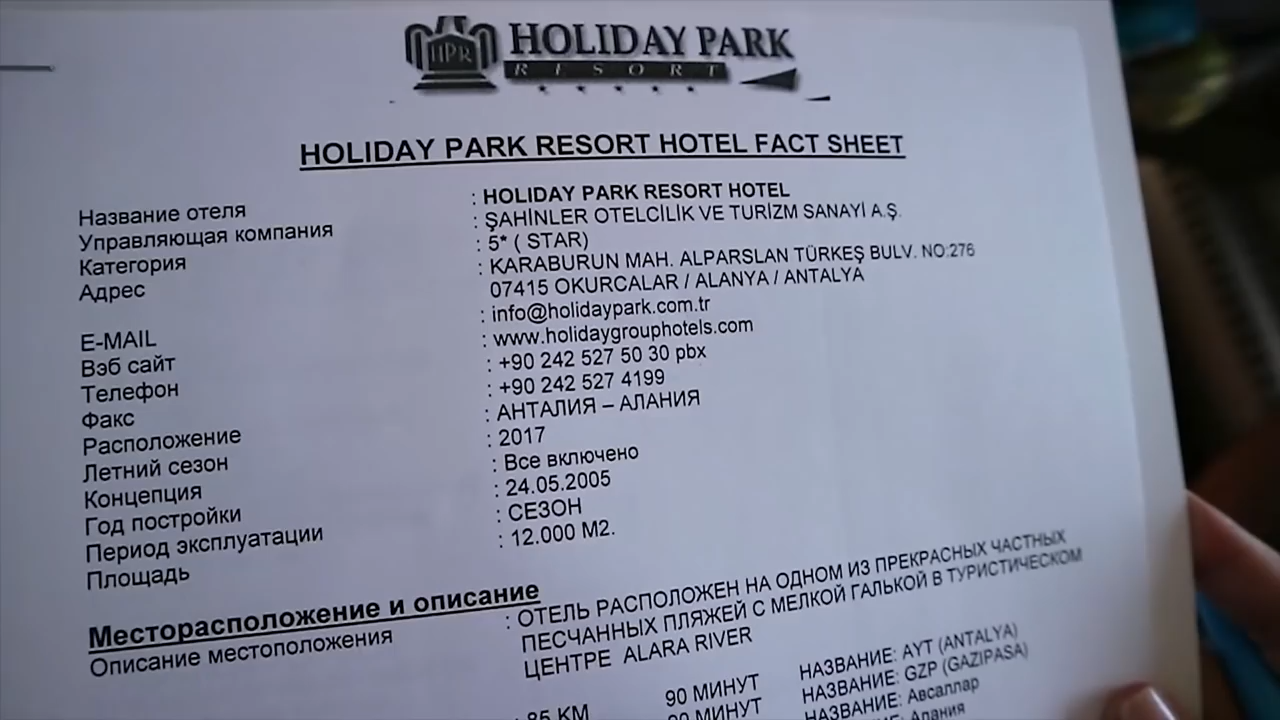 HPR
HOLIDAY PARK
RESORT
HOLIDAY PARK RESORT HOTEL FACT SHEET
Название отеля : HOLIDAY PARK RESORT HOTEL
Управляющая компания : ŞAHİNLER OTELCİLİK VE TURİZM SANAYİ A.Ş.
Категория : 5* ( STAR)
Адрес : KARABURUN MAH. ALPARSLAN TÜRKEŞ BULV. NO:276
07415 OKURCALAR / ALANYA / ANTALYA
E-MAIL : info@holidaypark.com.tr
Вэб сайт : www.holidaygrouphotels.com
Телефон : +90 242 527 50 30 pbx
Факс : +90 242 527 4199
Расположение : АНТАЛИЯ – АЛАНИЯ
Летний сезон : 2017
Концепция : Все включено
Год постройки : 24.05.2005
Период эксплуатации : СЕЗОН
Площадь : 12.000 М2.
Месторасположение и описание
Описание местоположения : ОТЕЛЬ РАСПОЛОЖЕН НА ОДНОМ ИЗ ПРЕКРАСНЫХ ЧАСТНЫХ
ПЕСЧАННЫХ ПЛЯЖЕЙ С МЕЛКОЙ ГАЛЬКОЙ В ТУРИСТИЧЕСКОМ
ЦЕНТРЕ ALARA RIVER
85 KM 90 МИНУТ НАЗВАНИЕ: AYT (ANTALYA)
МИНУТ НАЗВАНИЕ: GZP (GAZIPASA)
НАЗВАНИЕ: Авсаллар
Алания